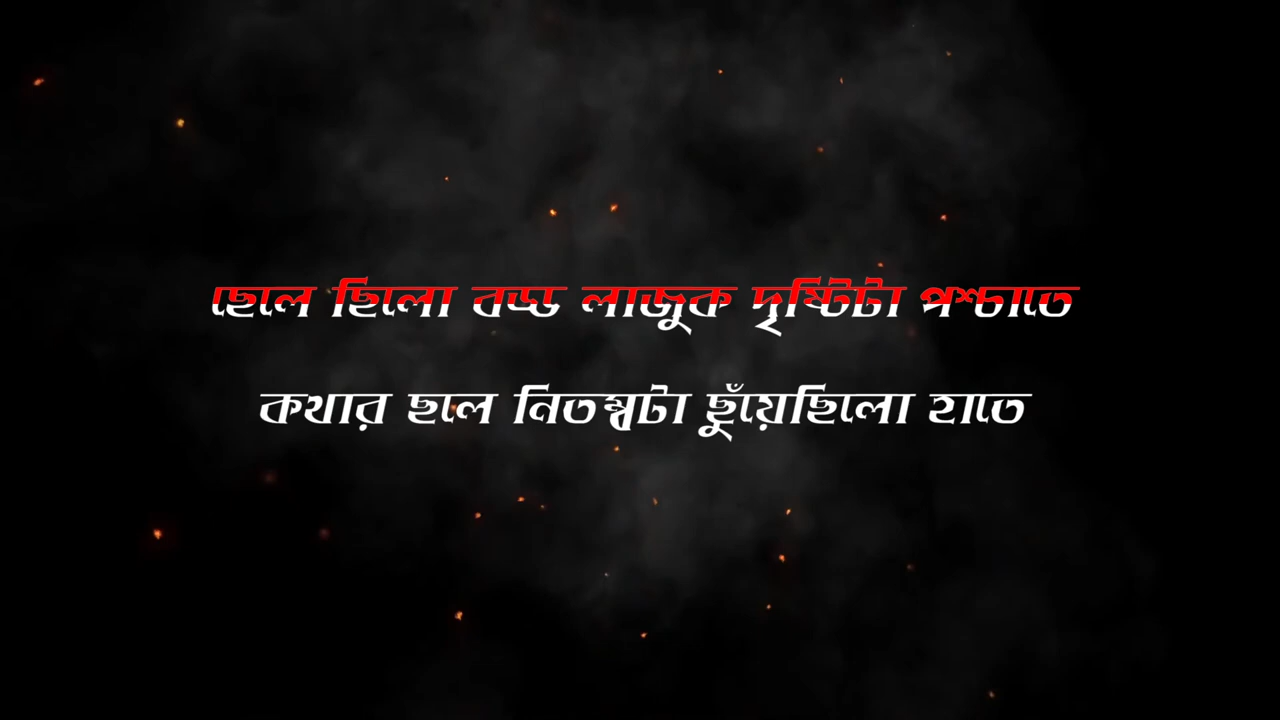 ছেলে ছিলো বড্ড লাজুক দৃষ্টিটা পশ্চাতে
কথার ছলে নিতম্বটা ছুঁয়েছিলো হাতে